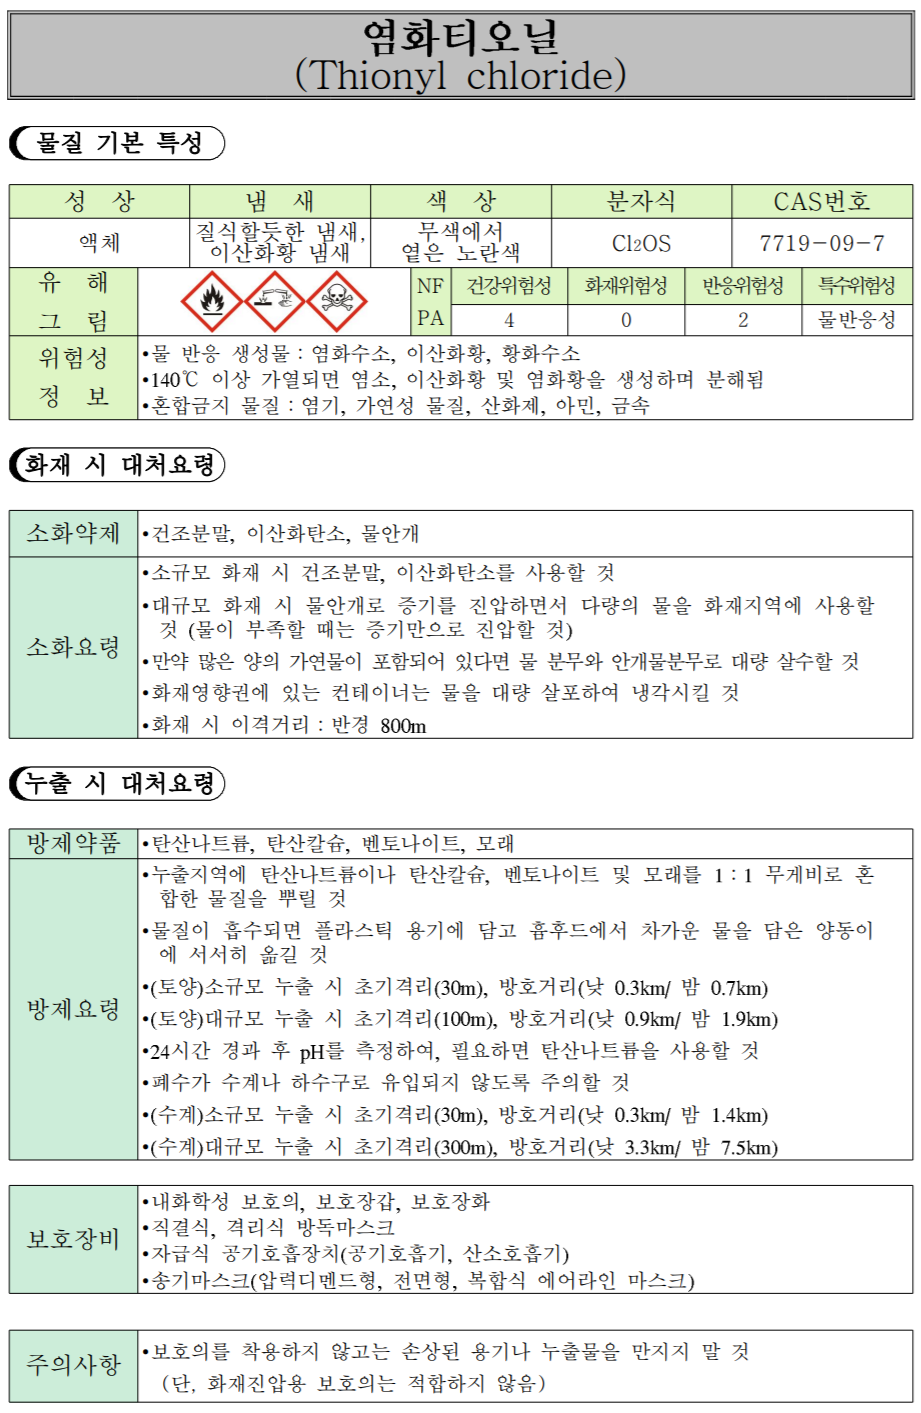 염화티오닐
(Thionyl chloride)
물질 기본 특성
성 상 냄 새 색 상 분자식 CAS번호
액체 질식할듯한 냄새, 이산화황 냄새 무색에서 옅은 노란색 Cl2OS 7719-09-7
유 해 그 림 NFPA 건강위험성 화재위험성 반응위험성 특수위험성
4 0 2 물반응성
위험성 정 보
•물 반응 생성물 : 염화수소, 이산화황, 황화수소
•140℃ 이상 가열되면 염소, 이산화황 및 염화황을 생성하며 분해됨
•혼합금지 물질 : 염기, 가연성 물질, 산화제, 아민, 금속
화재 시 대처요령
소화약제 •건조분말, 이산화탄소, 물안개
소화요령
•소규모 화재 시 건조분말, 이산화탄소를 사용할 것
•대규모 화재 시 물안개로 증기를 진압하면서 다량의 물을 화재지역에 사용할
것 (물이 부족할 때는 증기만으로 진압할 것)
•만약 많은 양의 가연물이 포함되어 있다면 물 분무와 안개물분무로 대량 살수할 것
•화재영향권에 있는 컨테이너는 물을 대량 살포하여 냉각시킬 것
•화재 시 이격거리 : 반경 800m
누출 시 대처요령
방제약품 •탄산나트륨, 탄산칼슘, 벤토나이트, 모래
방제요령
•누출지역에 탄산나트륨이나 탄산칼슘, 벤토나이트 및 모래를 1 : 1 무게비로 혼
합한 물질을 뿌릴 것
•물질이 흡수되면 플라스틱 용기에 담고 흄후드에서 차가운 물을 담은 양동이
에 서서히 옮길 것
•(토양)소규모 누출 시 초기격리(30m), 방호거리(낮 0.3km/ 밤 0.7km)
•(토양)대규모 누출 시 초기격리(100m), 방호거리(낮 0.9km/ 밤 1.9km)
•24시간 경과 후 pH를 측정하여, 필요하면 탄산나트륨을 사용할 것
•폐수가 수계나 하수구로 유입되지 않도록 주의할 것
•(수계)소규모 누출 시 초기격리(30m), 방호거리(낮 0.3km/ 밤 1.4km)
•(수계)대규모 누출 시 초기격리(300m), 방호거리(낮 3.3km/ 밤 7.5km)
보호장비
•내화학성 보호의, 보호장갑, 보호장화
•직결식, 격리식 방독마스크
•자급식 공기호흡장치(공기호흡기, 산소호흡기)
•송기마스크(압력디멘드형, 전면형, 복합식 에어라인 마스크)
주의사항
•보호의를 착용하지 않고는 손상된 용기나 누출물을 만지지 말 것
(단, 화재진압용 보호의는 적합하지 않음)